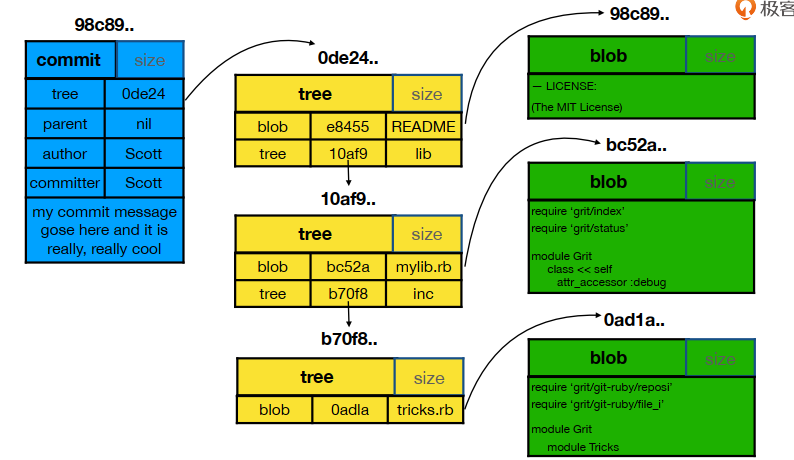 极客
98c89..
commit size
tree 0de24
parent nil
author Scott
committer Scott
my commit message
gose here and it is
really, really cool
0de24..
tree size
blob e8455 README
tree 10af9 lib
10af9..
tree size
blob bc52a mylib.rb
tree b70f8 inc
b70f8..
tree size
blob 0adla tricks.rb
98c89..
blob size
— LICENSE:
(The MIT License)
bc52a..
blob size
require ‘grit/index’
require ‘grit/status’
module Grit
class << self
attr_accessor :debug
0ad1a..
blob size
require ‘grit/git-ruby/reposi’
require ‘grit/git-ruby/file_i’
module Grit
module Tricks